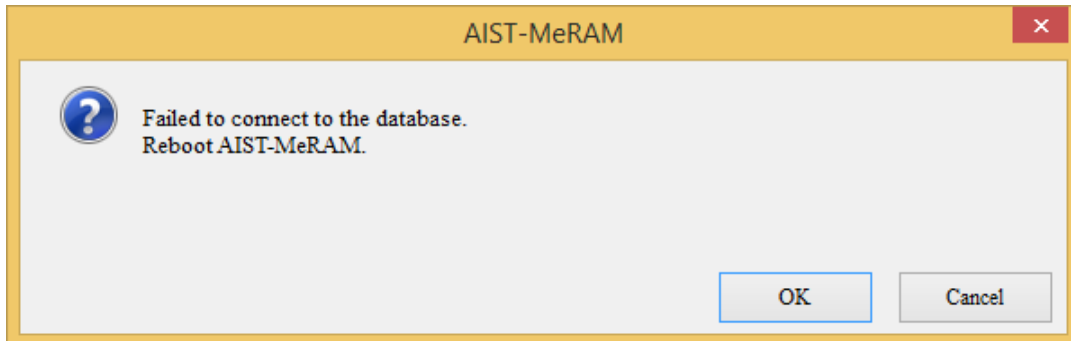 AIST-MeRAM
Failed to connect to the database.
Reboot AIST-MeRAM.
OK
Cancel